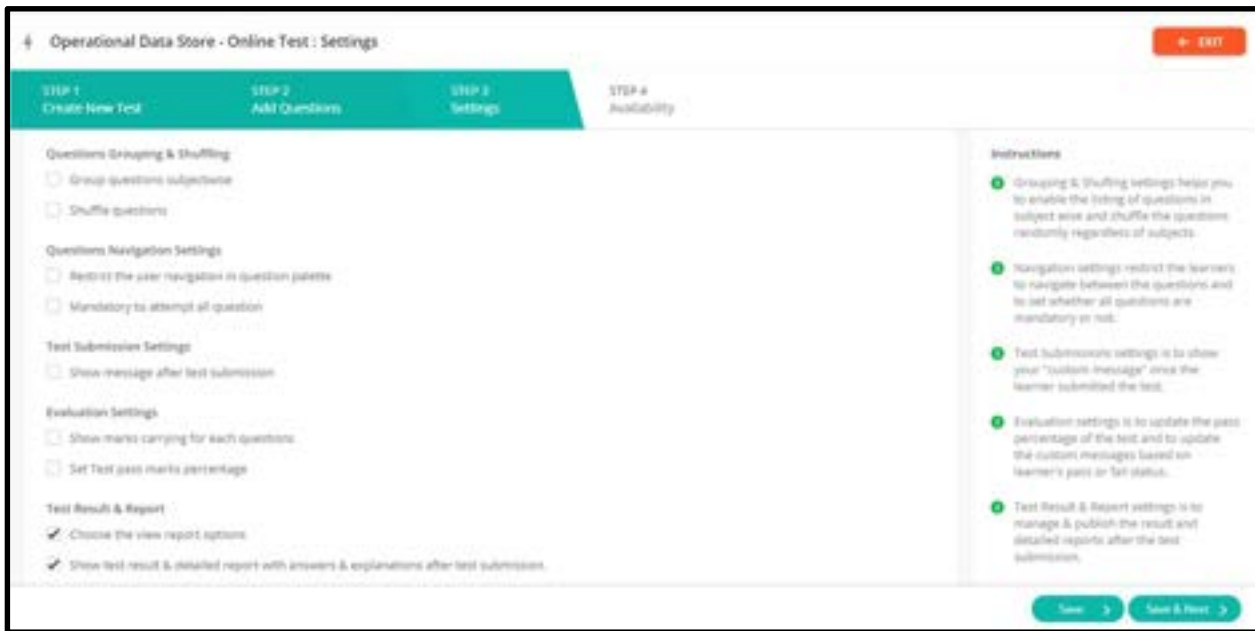 Operational Data Store - Online Test : Settings
← EXIT
STEP 1
Create New Test
STEP 2
Add Questions
STEP 3
Settings
STEP 4
Availability
Questions Grouping & Shuffling
Group questions subjectwise
Shuffle questions
Questions Navigation Settings
Restrict the user navigation in question palette
Mandatory to attempt all question
Test Submission Settings
Show message after test submission
Evaluation Settings
Show marks carrying for each questions
Set Test pass marks percentage
Test Result & Report
Choose the view report options
Show test result & detailed report with answers & explanations after test submission.
Instructions
Grouping & Shuffling settings helps you
to enable the listing of questions in
subject wise and shuffle the questions
randomly regardless of subjects.
Navigation settings restrict the learners
to navigate between the questions and
to set whether all questions are
mandatory or not.
Test Submissions settings is to show
your "custom message" once the
learner submitted the test.
Evaluation settings is to update the pass
percentage of the test and to update
the custom messages based on
learner's pass or fail status.
Test Result & Report settings is to
manage & publish the result and
detailed reports after the test
submission.
Save
Save & Next